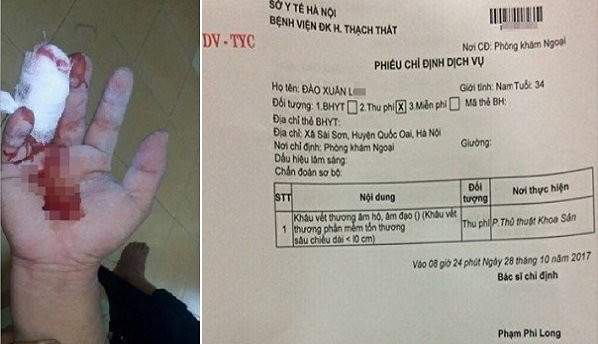 SỞ Y TẾ HÀ NỘI
BỆNH VIỆN ĐK H. THẠCH THẤT
DV - TYC
Nơi CĐ: Phòng khám Ngoại
PHIẾU CHỈ ĐỊNH DỊCH VỤ
Họ tên: ĐÀO XUÂN L Giới tính: Nam Tuổi: 34
Đối tượng: 1.BHYT 2.Thu phí X 3.Miễn phí Mã thẻ BH:
Địa chỉ thẻ BHYT:
Địa chỉ: Xã Sài Sơn, Huyện Quốc Oai, Hà Nội
Nơi chỉ định: Phòng khám Ngoại Giường:
Dấu hiệu lâm sàng:
Chẩn đoán sơ bộ:
STT Nội dung Đối tượng Nơi thực hiện
1 Khâu vết thương âm hộ, âm đạo () (Khâu vết
thương phần mềm tổn thương
sâu chiều dài < l0 cm) Thu phí P.Thủ thuật Khoa Sản
Vào 08 giờ 24 phút Ngày 28 tháng 10 năm 2017
Bác sĩ chỉ định
Phạm Phi Long